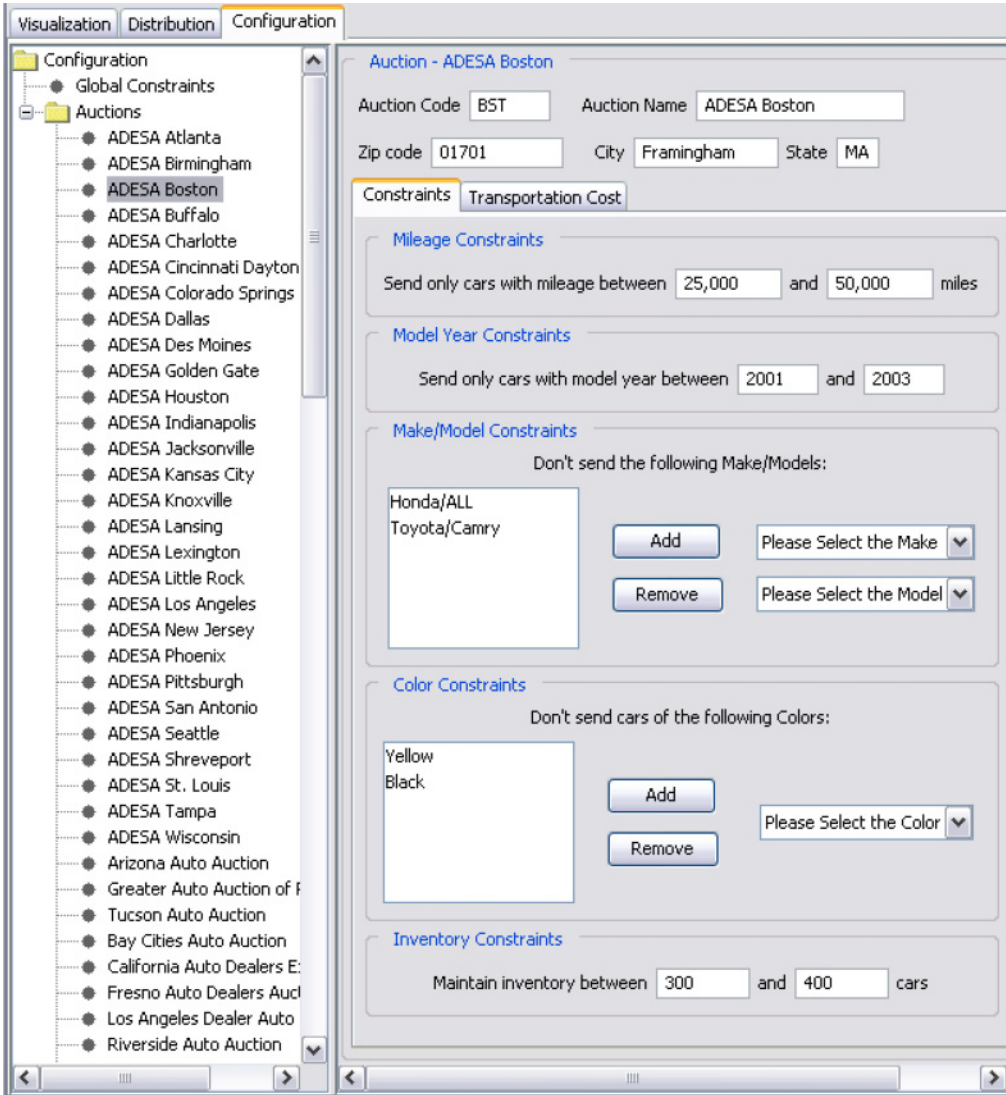 Visualization Distribution Configuration
Configuration
Global Constraints
Auctions
ADESA Atlanta
ADESA Birmingham
ADESA Boston
ADESA Buffalo
ADESA Charlotte
ADESA Cincinnati Dayton
ADESA Colorado Springs
ADESA Dallas
ADESA Des Moines
ADESA Golden Gate
ADESA Houston
ADESA Indianapolis
ADESA Jacksonville
ADESA Kansas City
ADESA Knoxville
ADESA Lansing
ADESA Lexington
ADESA Little Rock
ADESA Los Angeles
ADESA New Jersey
ADESA Phoenix
ADESA Pittsburgh
ADESA San Antonio
ADESA Seattle
ADESA Shreveport
ADESA St. Louis
ADESA Tampa
ADESA Wisconsin
Arizona Auto Auction
Greater Auto Auction of
Tucson Auto Auction
Bay Cities Auto Auction
California Auto Dealers
Fresno Auto Dealers
Los Angeles Dealer Auto
Riverside Auto Auction
Auction - ADESA Boston
Auction Code BST Auction Name ADESA Boston
Zip code 01701 City Framingham State MA
Constraints Transportation Cost
Mileage Constraints
Send only cars with mileage between 25,000 and 50,000 miles
Model Year Constraints
Send only cars with model year between 2001 and 2003
Make/Model Constraints
Don't send the following Make/Models:
Honda/ALL
Toyota/Camry
Add Please Select the Make
Remove Please Select the Model
Color Constraints
Don't send cars of the following Colors:
Yellow
Black
Add
Please Select the Color
Remove
Inventory Constraints
Maintain inventory between 300 and 400 cars